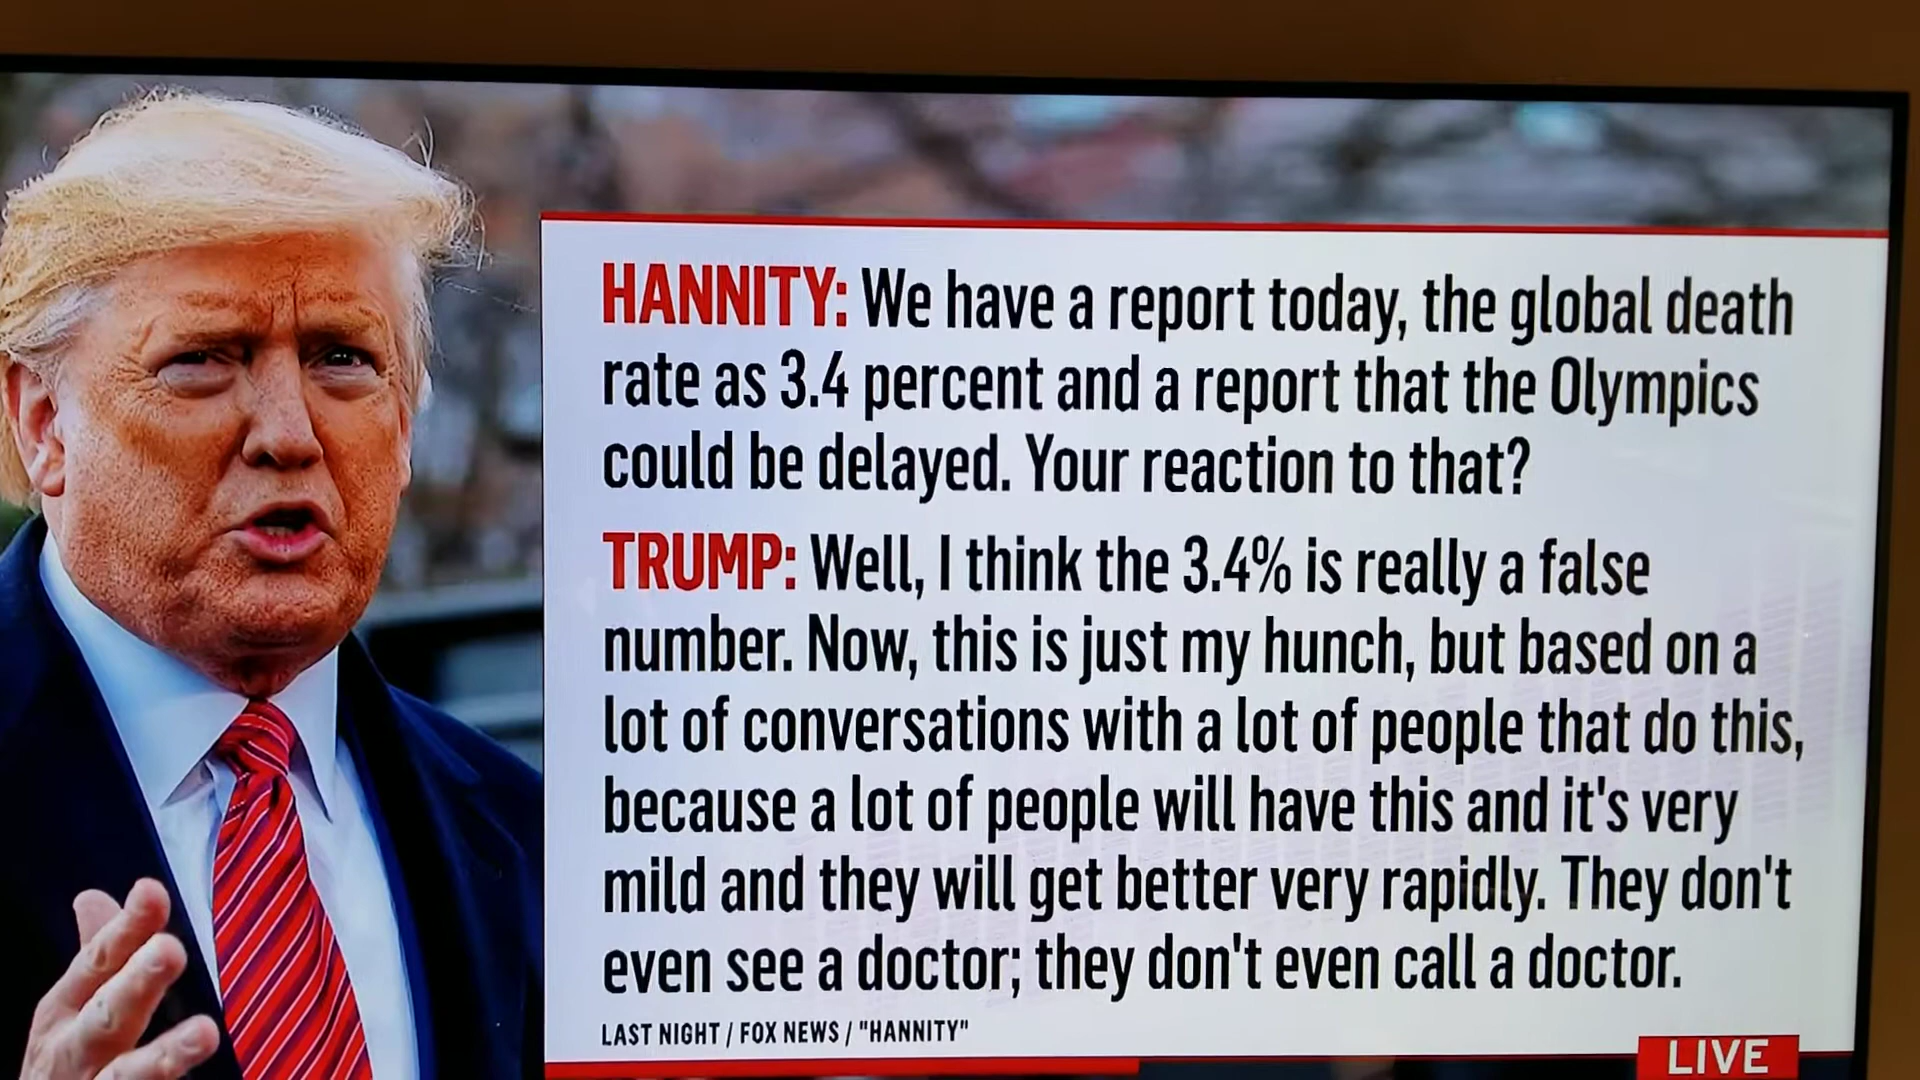 HANNITY: We have a report today, the global death
rate as 3.4 percent and a report that the Olympics
could be delayed. Your reaction to that?
TRUMP: Well, I think the 3.4% is really a false
number. Now, this is just my hunch, but based on a
lot of conversations with a lot of people that do this,
because a lot of people will have this and it's very
mild and they will get better very rapidly. They don't
even see a doctor; they don't even call a doctor.
LAST NIGHT / FOX NEWS / "HANNITY"
LIVE